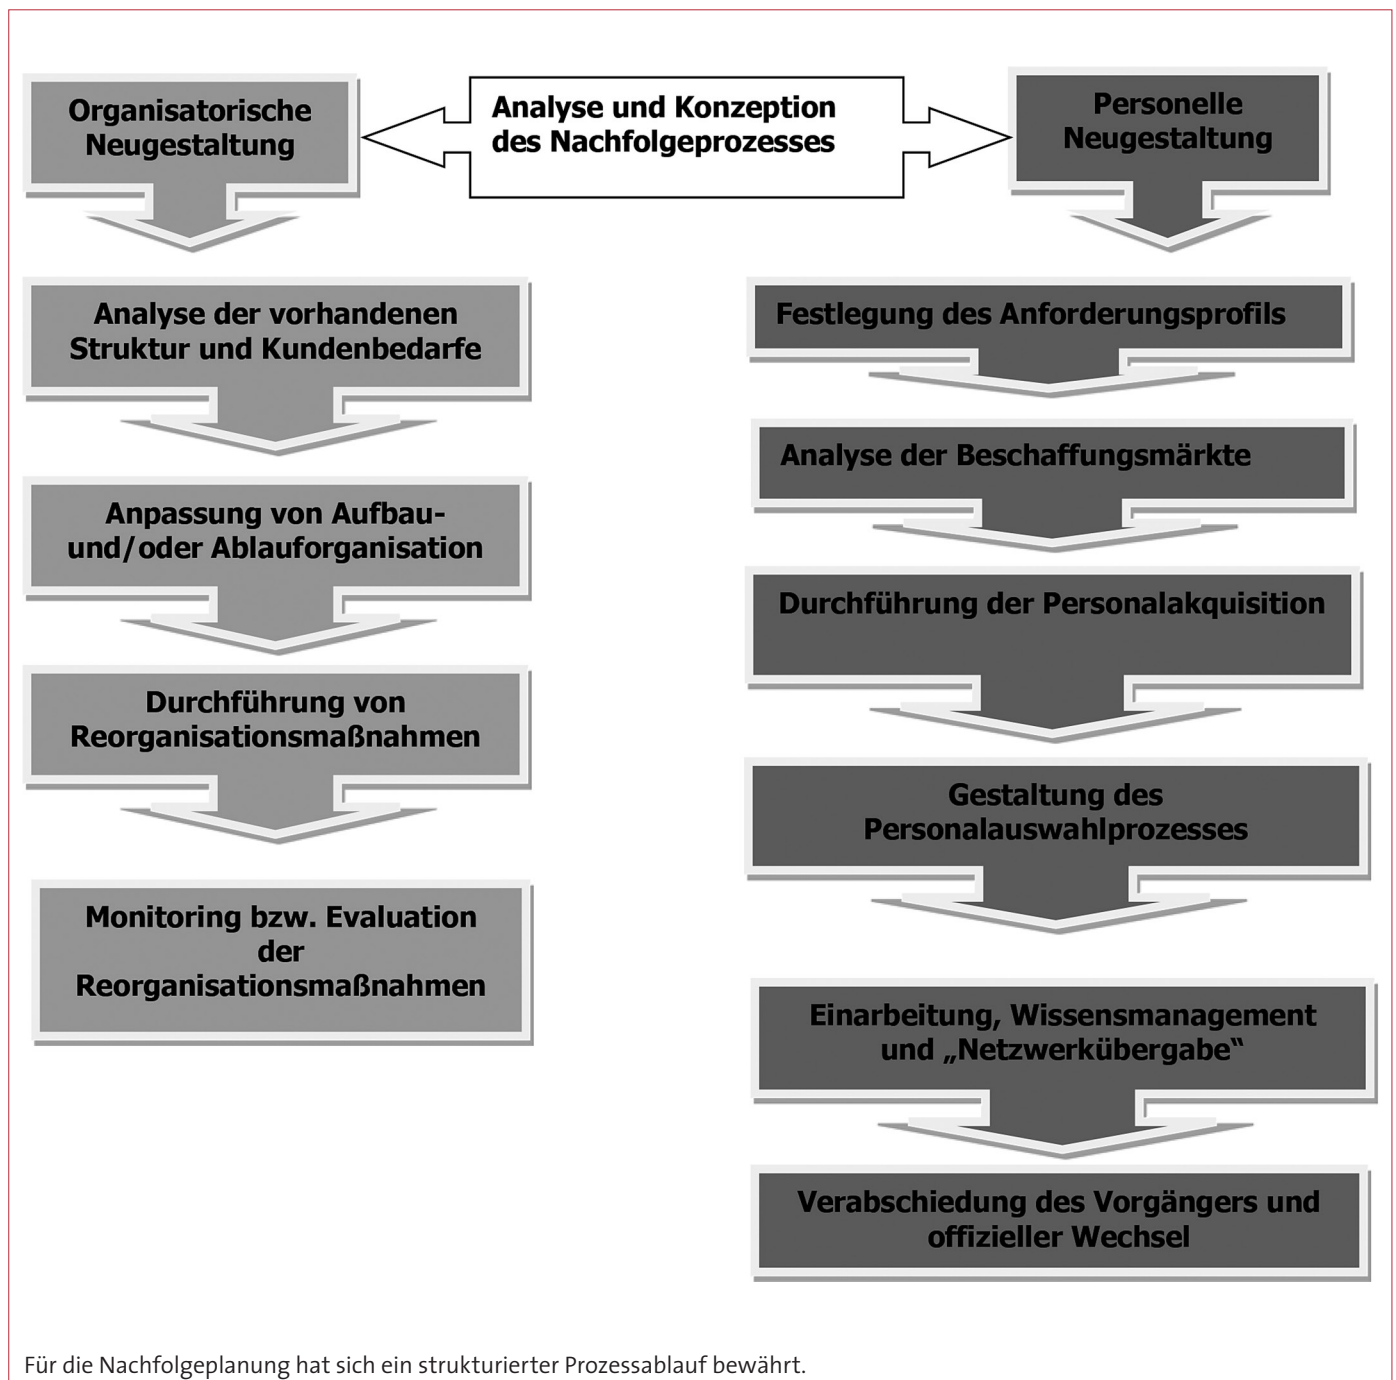 Organisatorische
Neugestaltung
Analyse und Konzeption
des Nachfolgeprozesses
Personelle
Neugestaltung
Analyse der vorhandenen
Struktur und Kundenbedarfe
Anpassung von Aufbau-
und/oder Ablauforganisation
Durchführung von
Reorganisationsmaßnahmen
Monitoring bzw. Evaluation
der
Reorganisationsmaßnahmen
Festlegung des Anforderungsprofils
Analyse der Beschaffungsmärkte
Durchführung der Personalakquisition
Gestaltung des
Personalauswahlprozesses
Einarbeitung, Wissensmanagement
und „Netzwerkübergabe“
Verabschiedung des Vorgängers und
offizieller Wechsel
Für die Nachfolgeplanung hat sich ein strukturierter Prozessablauf bewährt.